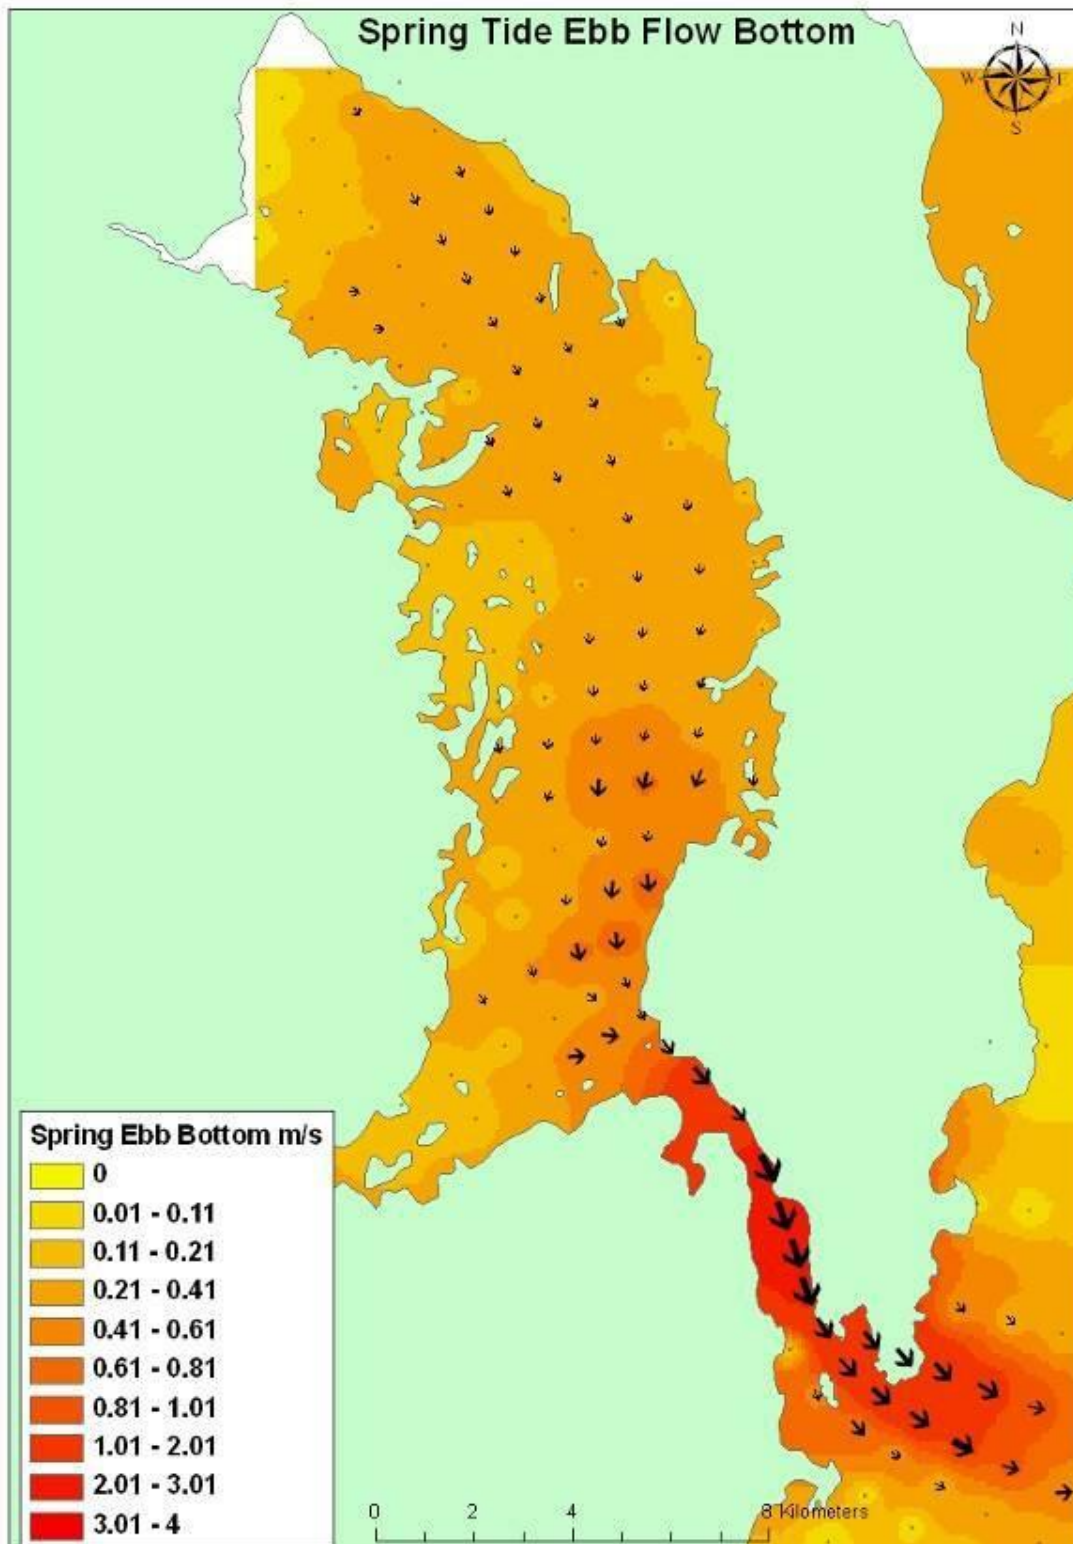 Spring Tide Ebb Flow Bottom
N
W E
S
Spring Ebb Bottom m/s
0
0.01 - 0.11
0.11 - 0.21
0.21 - 0.41
0.41 - 0.61
0.61 - 0.81
0.81 - 1.01
1.01 - 2.01
2.01 - 3.01
3.01 - 4
0 2 4 8 Kilometers